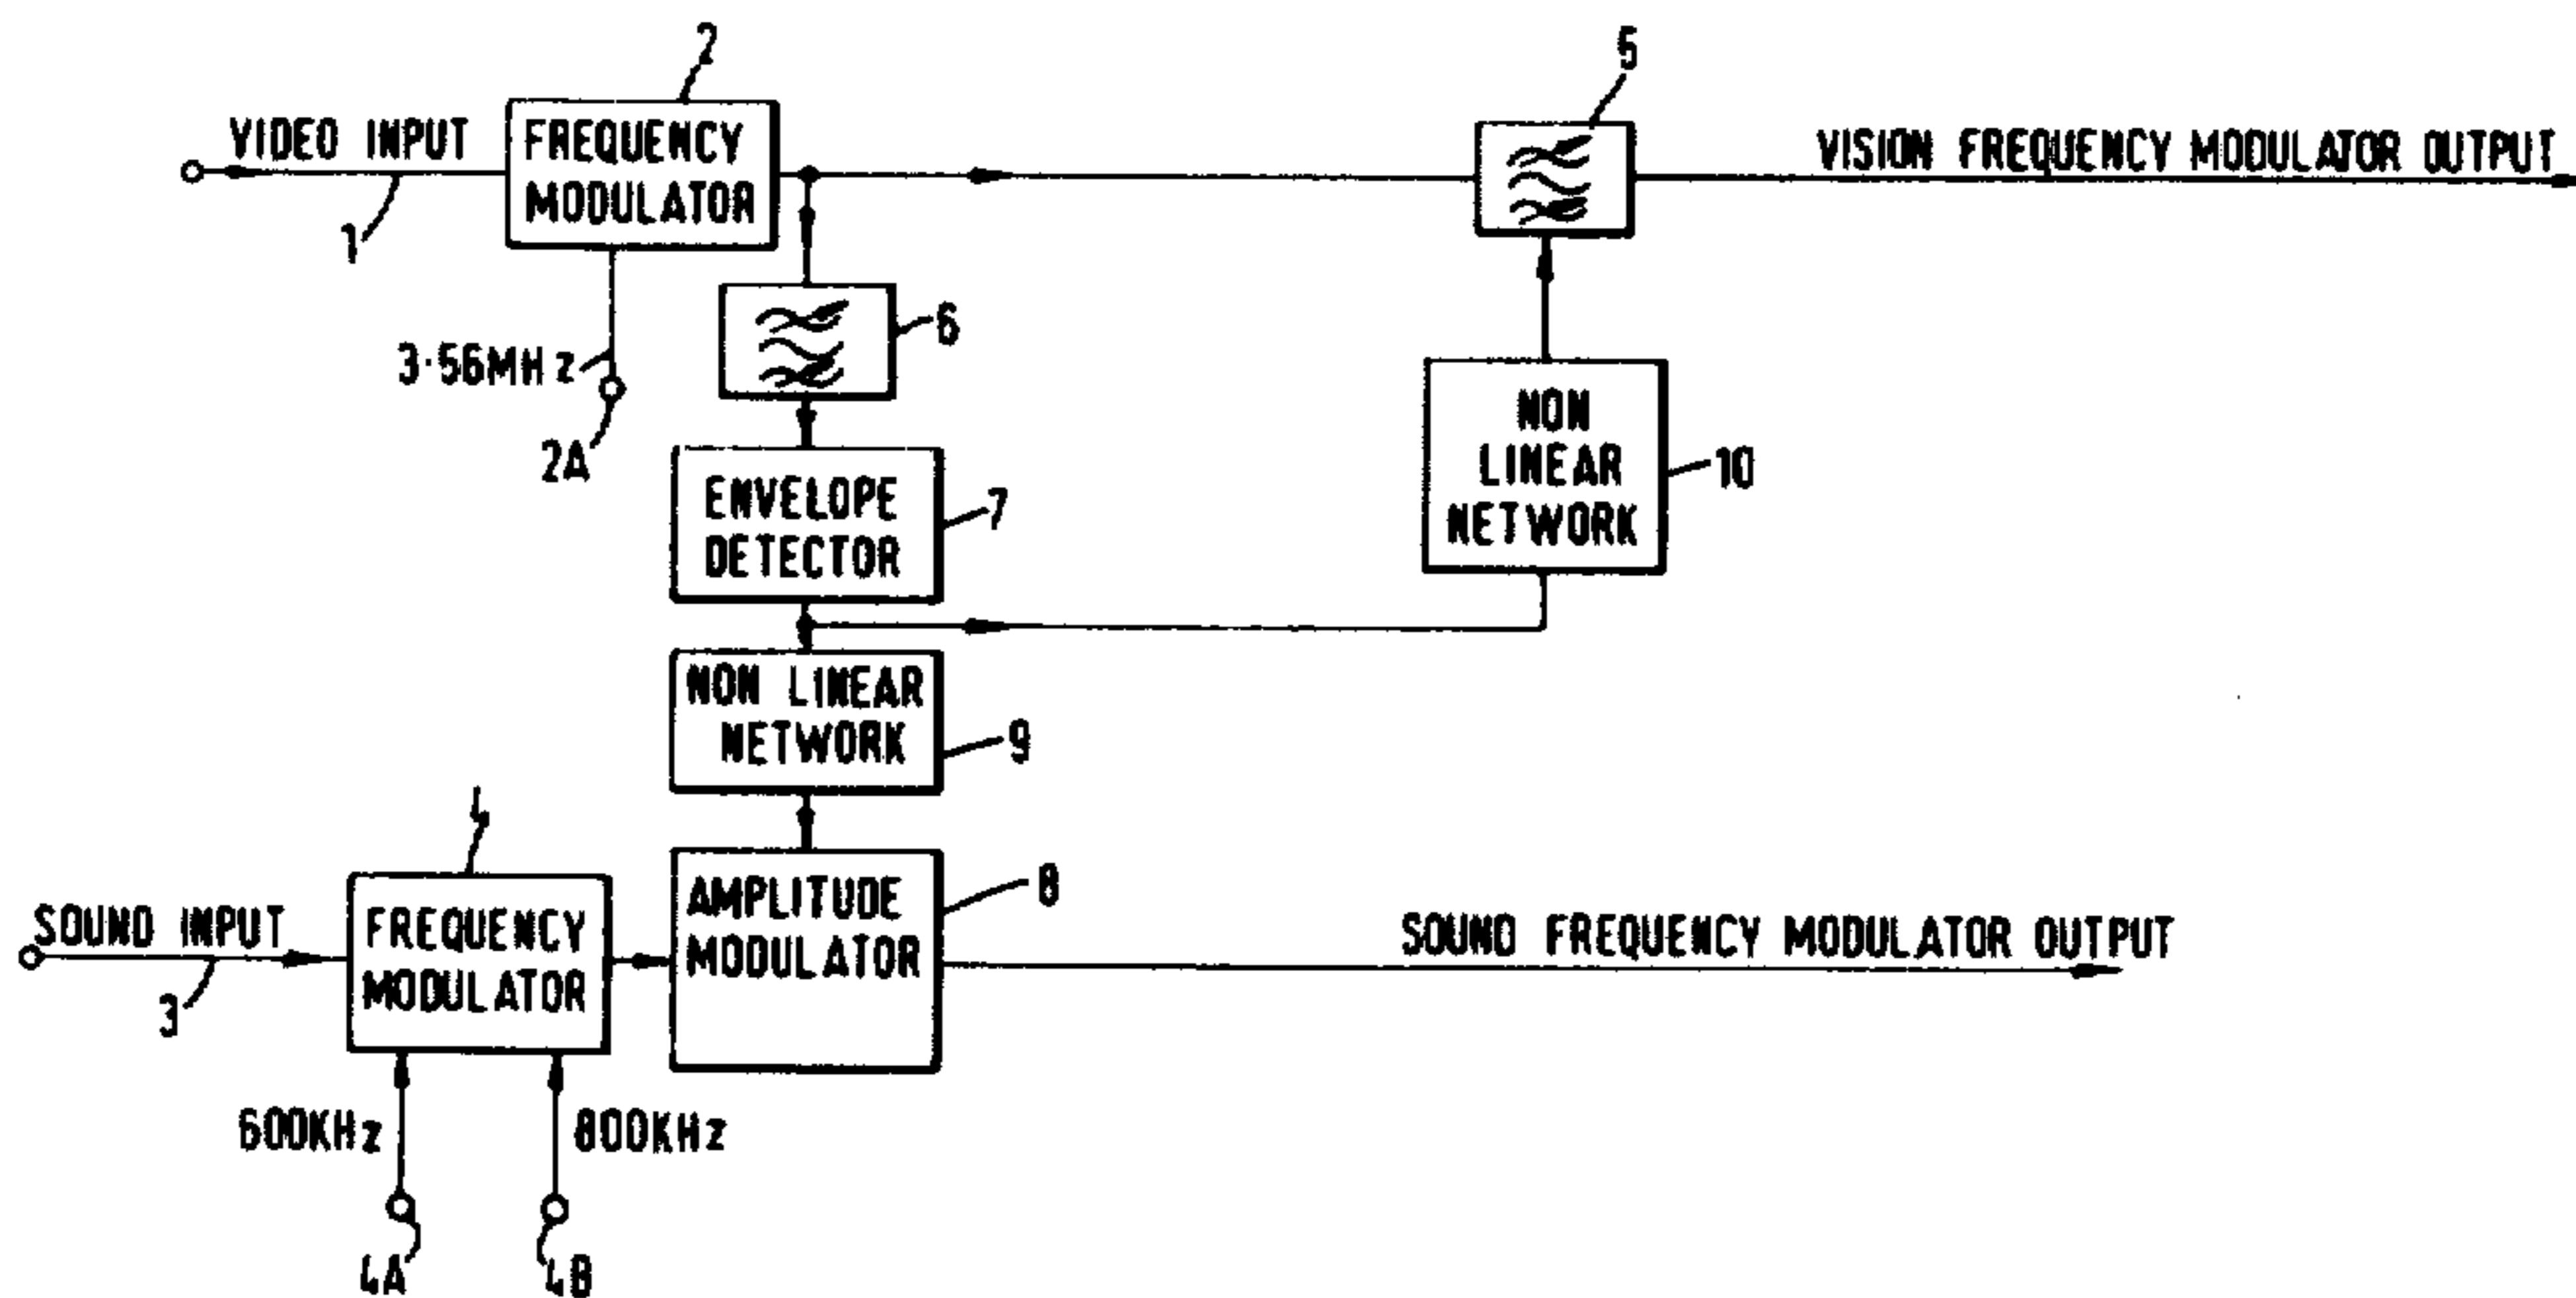 2
5
VIDEO INPUT
FREQUENCY
MODULATOR
VISION FREQUENCY MODULATOR OUTPUT
1
3·56MHz
6
2A
NON
LINEAR
NETWORK
10
ENVELOPE
DETECTOR
7
NON LINEAR
NETWORK
9
4
SOUND INPUT
FREQUENCY
MODULATOR
AMPLITUDE
MODULATOR
8
SOUND FREQUENCY MODULATOR OUTPUT
3
600KHz
800KHz
4A
4B